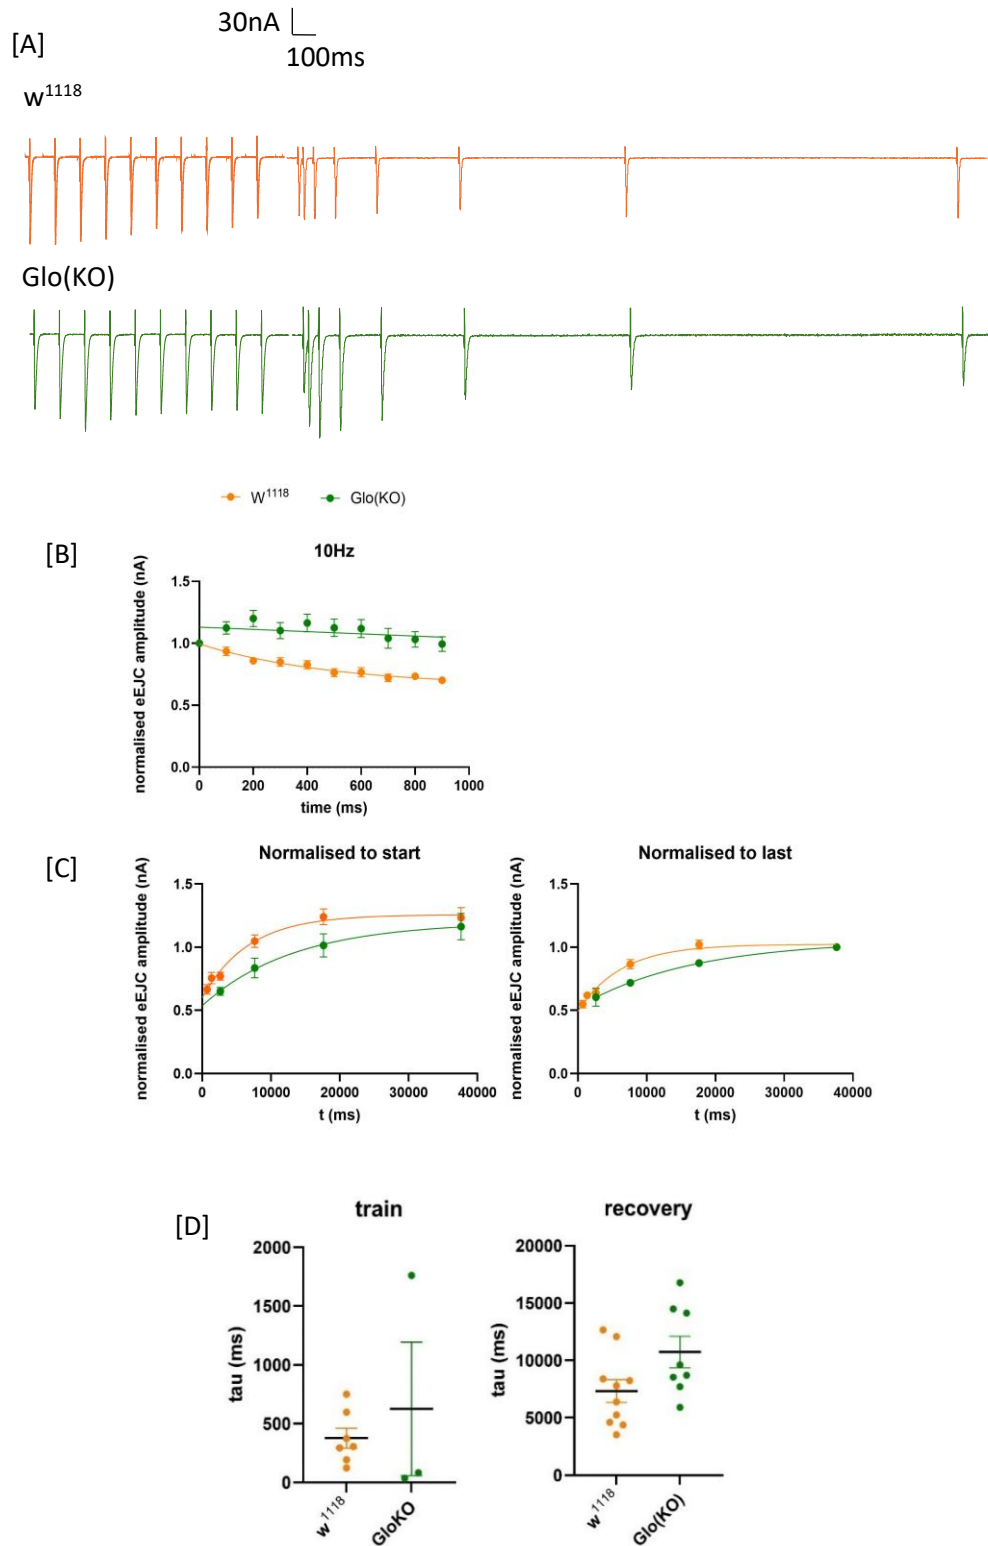 30nA
[A]
100ms
w1118
Glo(KO)
W1118 Glo(KO)
[B]
10Hz
normalised eEJC amplitude (nA)
1.5
1.0
0.5
0.0
0 200 400 600 800 1000
time (ms)
[C]
Normalised to start
normalised eEJC amplitude (nA)
1.5
1.0
0.5
0.0
0 10000 20000 30000 40000
t (ms)
Normalised to last
normalised eEJC amplitude (nA)
1.5
1.0
0.5
0.0
0 10000 20000 30000 40000
t (ms)
[D]
train
tau (ms)
2000
1500
1000
500
0
w1118
GloKO
recovery
tau (ms)
20000
15000
10000
5000
0
w1118
Glo(KO)